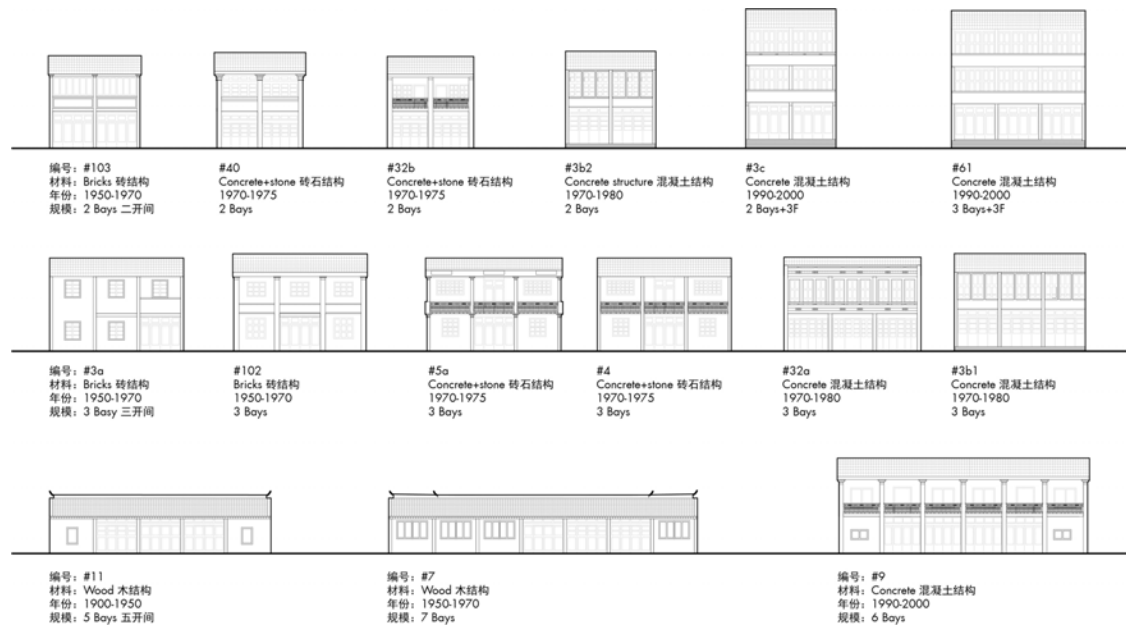 编号：#103
材料：Bricks 砖结构
年份：1950-1970
规模：2 Bays 二开间
#40
Concrete+stone 砖石结构
1970-1975
2 Bays
#32b
Concrete+stone 砖石结构
1970-1975
2 Bays
#3b2
Concrete structure 混凝土结构
1970-1980
2 Bays
#3c
Concrete 混凝土结构
1990-2000
2 Bays+3F
#61
Concrete 混凝土结构
1990-2000
3 Bays+3F
编号：#3a
材料：Bricks 砖结构
年份：1950-1970
规模：3 Basy 三开间
#102
Bricks 砖结构
1950-1970
3 Bays
#5a
Concrete+stone 砖石结构
1970-1975
3 Bays
#4
Concrete+stone 砖石结构
1970-1975
3 Bays
#32a
Concrete 混凝土结构
1970-1980
3 Bays
#3b1
Concrete 混凝土结构
1970-1980
3 Bays
编号：#11
材料：Wood 木结构
年份：1900-1950
规模：5 Bays 五开间
编号：#7
材料：Wood 木结构
年份：1950-1970
规模：7 Bays
编号：#9
材料：Concrete 混凝土结构
年份：1990-2000
规模：6 Bays